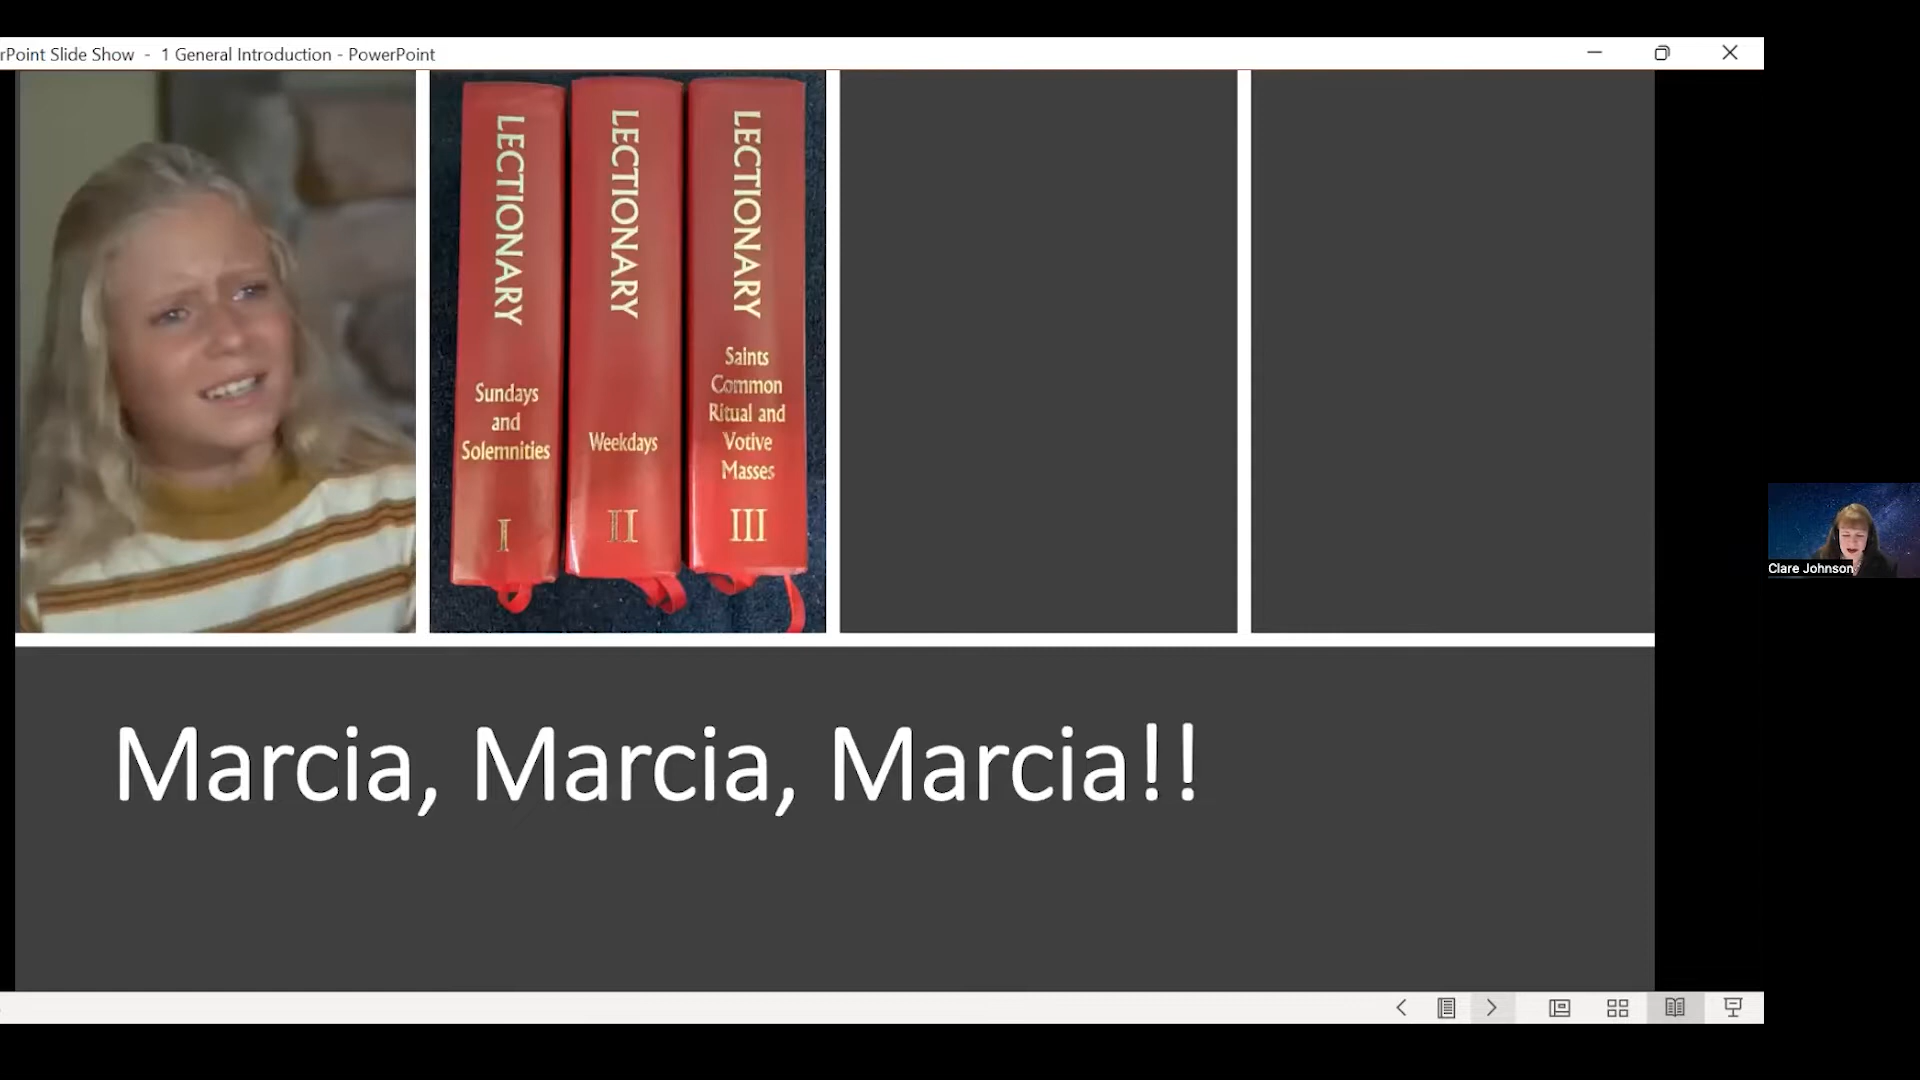 rPoint Slide Show - 1 General Introduction - PowerPoint
LECTIONARY
Sundays
and
Solemnities
I
LECTIONARY
Weekdays
II
LECTIONARY
Saints
Common
Ritual and
Votive
Masses
III
Marcia, Marcia, Marcia!!
Clare Johnson